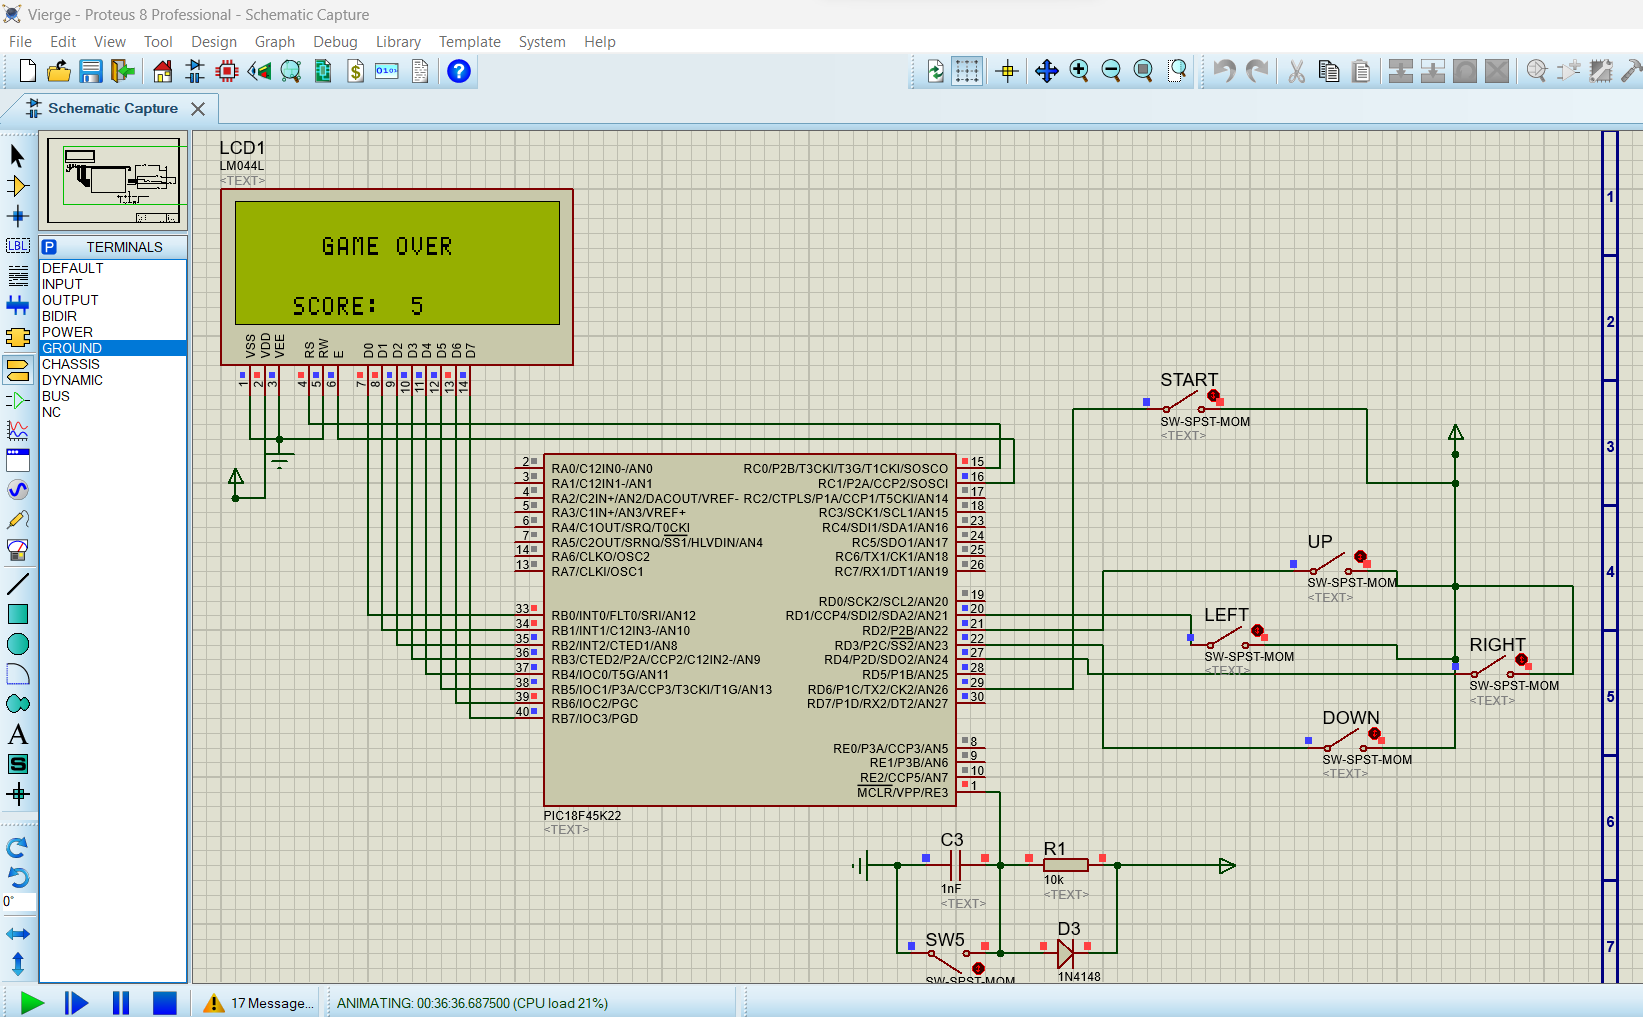 Vierge - Proteus 8 Professional - Schematic Capture
File Edit View Tool Design Graph Debug Library Template System Help
Schematic Capture
TERMINALS
DEFAULT
INPUT
OUTPUT
BIDIR
POWER
GROUND
CHASSIS
DYNAMIC
BUS
NC
LCD1
LM044L
<TEXT>
GAME OVER
SCORE: 5
VSS VDD VEE RS RW E D0 D1 D2 D3 D4 D5 D6 D7
1 2 3 4 5 6 7 8 9 10 11 12 13 14
2 RA0/C12IN0-/AN0
3 RA1/C12IN1-/AN1
4 RA2/C2IN+/AN2/DACOUT/VREF-
5 RA3/C1IN+/AN3/VREF+
6 RA4/C1OUT/SRQ/T0CKI
7 RA5/C2OUT/SRNQ/SS1/HLVDIN/AN4
14 RA6/CLKO/OSC2
13 RA7/CLKI/OSC1
33 RB0/INT0/FLT0/SRI/AN12
34 RB1/INT1/C12IN3-/AN10
35 RB2/INT2/CTED1/AN8
36 RB3/CTED2/P2A/CCP2/C12IN2-/AN9
37 RB4/IOC0/T5G/AN11
38 RB5/IOC1/P3A/CCP3/T3CKI/T1G/AN13
39 RB6/IOC2/PGC
40 RB7/IOC3/PGD
RC0/P2B/T3CKI/T3G/T1CKI/SOSCO 15
RC1/P2A/CCP2/SOSCI 16
RC2/CTPLS/P1A/CCP1/T5CKI/AN14 17
RC3/SCK1/SCL1/AN15 18
RC4/SDI1/SDA1/AN16 23
RC5/SDO1/AN17 24
RC6/TX1/CK1/AN18 25
RC7/RX1/DT1/AN19 26
RD0/SCK2/SCL2/AN20 19
RD1/CCP4/SDI2/SDA2/AN21 20
RD2/P2B/AN22 21
RD3/P2C/SS2/AN23 22
RD4/P2D/SDO2/AN24 27
RD5/P1B/AN25 28
RD6/P1C/TX2/CK2/AN26 29
RD7/P1D/RX2/DT2/AN27 30
RE0/P3A/CCP3/AN5 8
RE1/P3B/AN6 9
RE2/CCP5/AN7 10
MCLR/VPP/RE3 1
PIC18F45K22
<TEXT>
START
SW-SPST-MOM
<TEXT>
UP
SW-SPST-MOM
<TEXT>
LEFT
SW-SPST-MOM
<TEXT>
RIGHT
SW-SPST-MOM
<TEXT>
DOWN
SW-SPST-MOM
<TEXT>
C3
1nF
<TEXT>
R1
10k
<TEXT>
SW5
SW-SPST-MOM
D3
1N4148
1
2
3
4
5
6
7
0°
17 Message...
ANIMATING: 00:36:36.687500 (CPU load 21%)